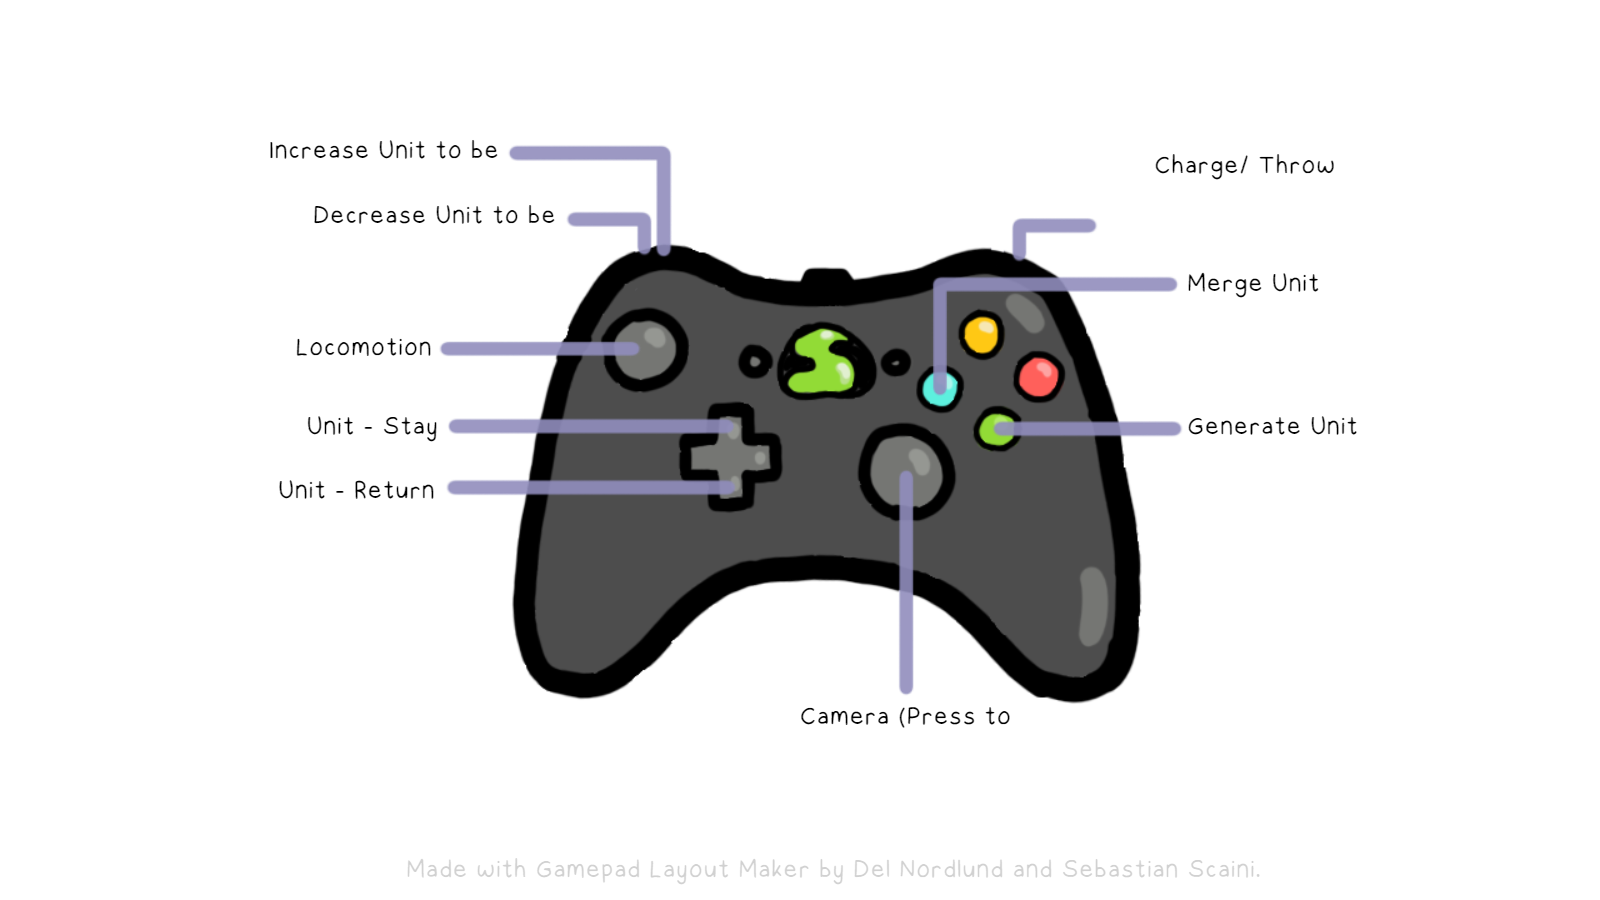 Increase Unit to be
Decrease Unit to be
Charge/ Throw
Merge Unit
Locomotion
Unit - Stay
Generate Unit
Unit - Return
Camera (Press to
Made with Gamepad Layout Maker by Del Nordlund and Sebastian Scaini.